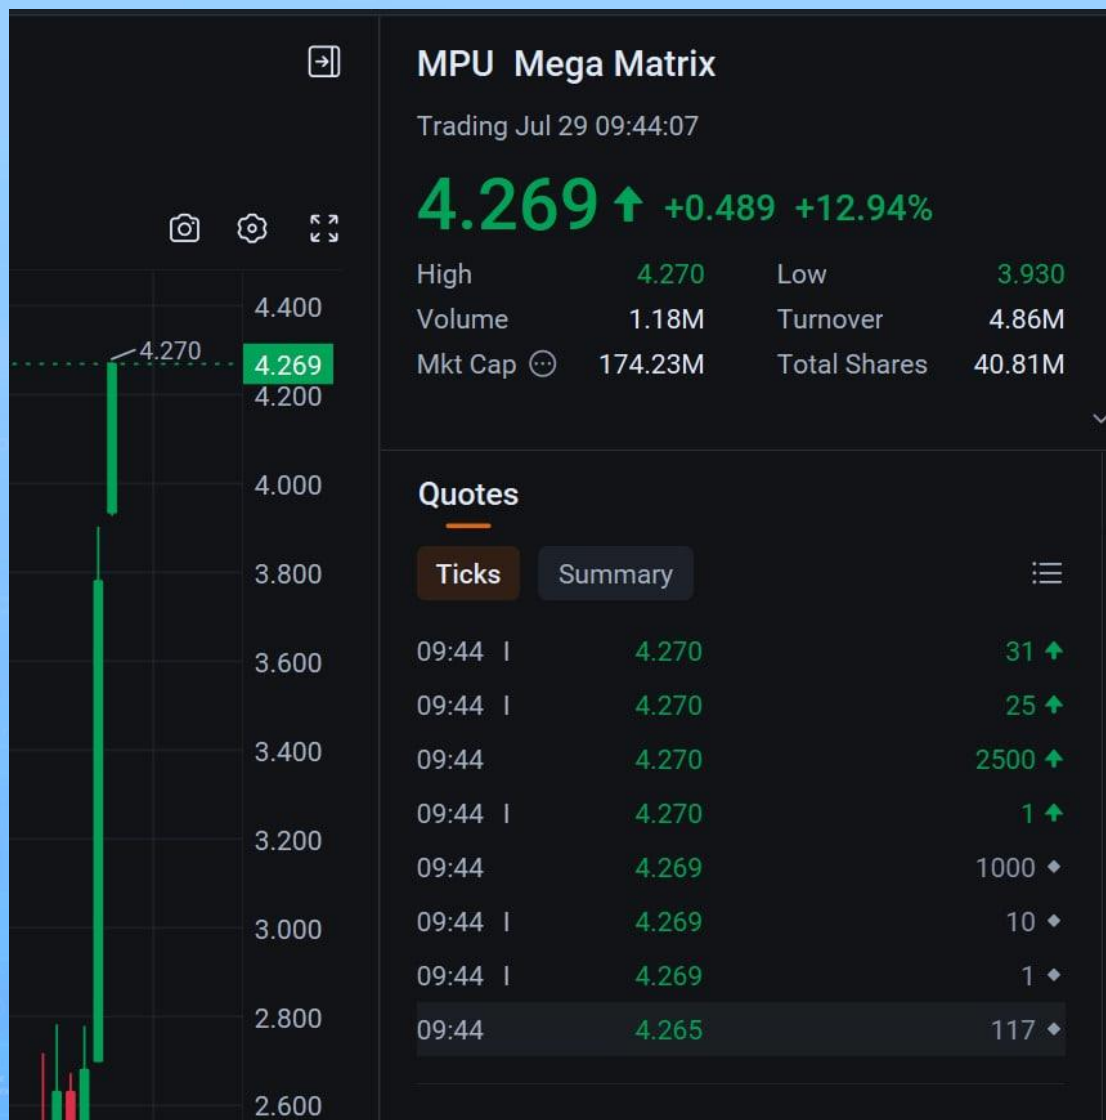 MPU Mega Matrix
Trading Jul 29 09:44:07
4.269 +0.489 +12.94%
High 4.270 Low 3.930
Volume 1.18M Turnover 4.86M
Mkt Cap 174.23M Total Shares 40.81M
4.400
4.270
4.269
4.200
4.000
3.800
3.600
3.400
3.200
3.000
2.800
2.600
Quotes
Ticks Summary
09:44 I 4.270 31
09:44 I 4.270 25
09:44 4.270 2500
09:44 I 4.270 1
09:44 4.269 1000
09:44 I 4.269 10
09:44 I 4.269 1
09:44 4.265 117